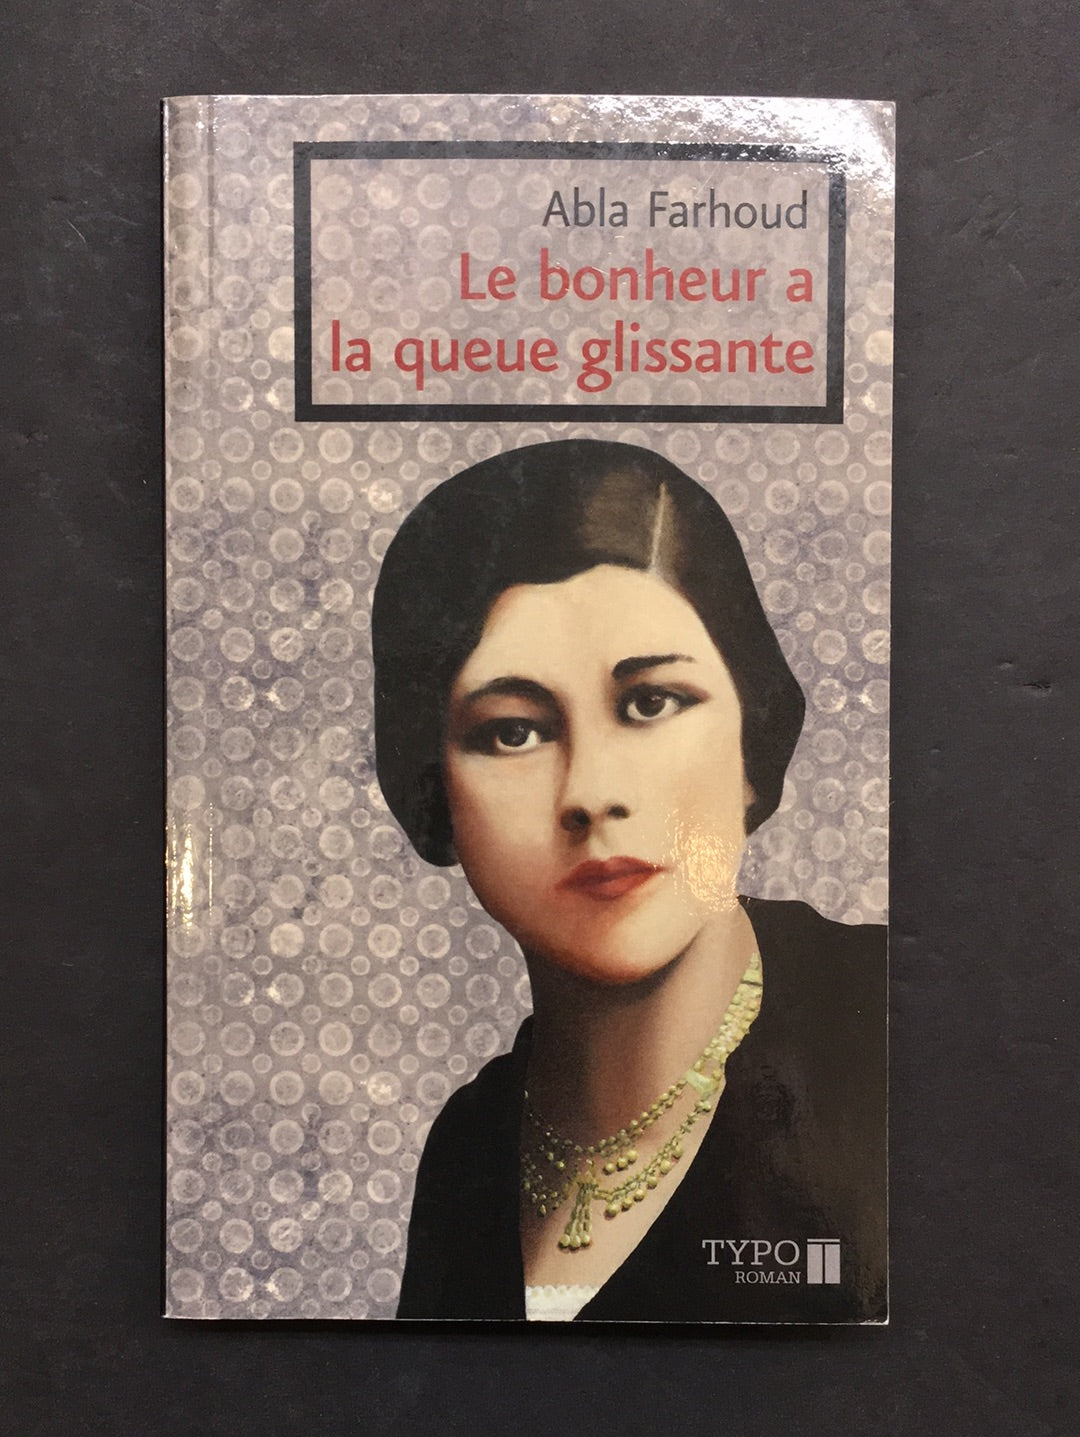 Abla Farhoud
Le bonheur a
la queue glissante
TYPO
ROMAN